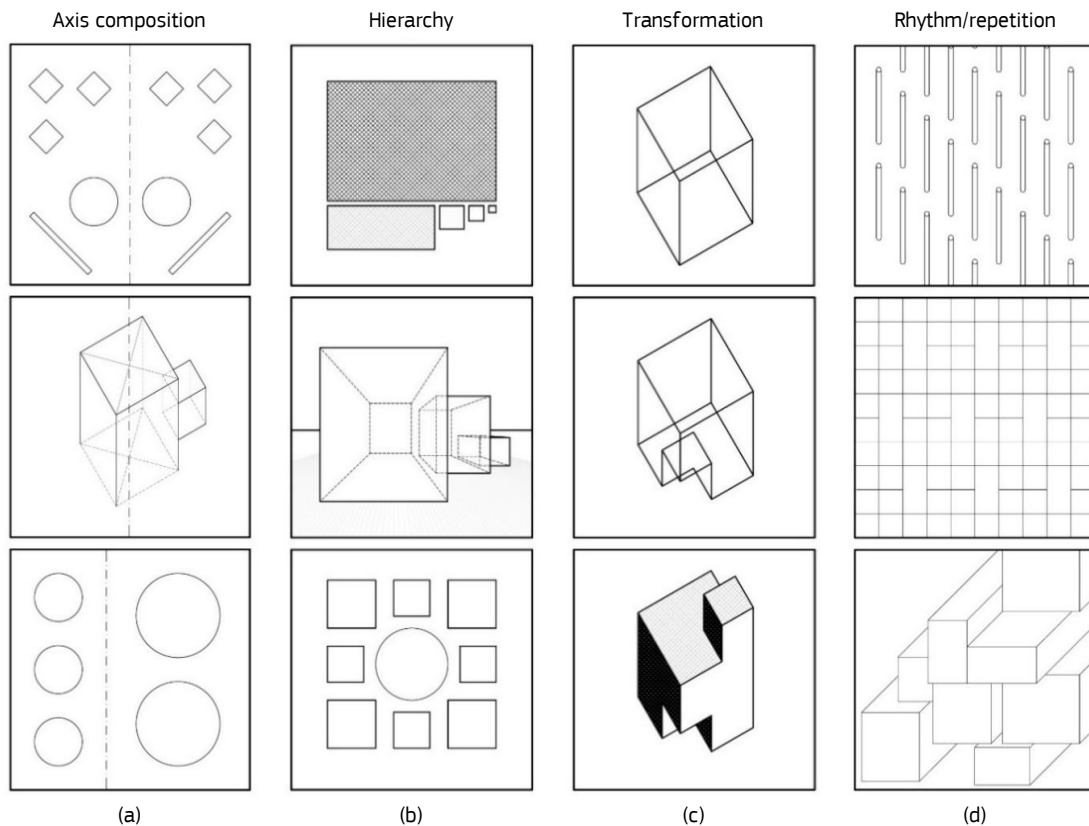 Axis composition
Hierarchy
Transformation
Rhythm/repetition
(a)
(b)
(c)
(d)